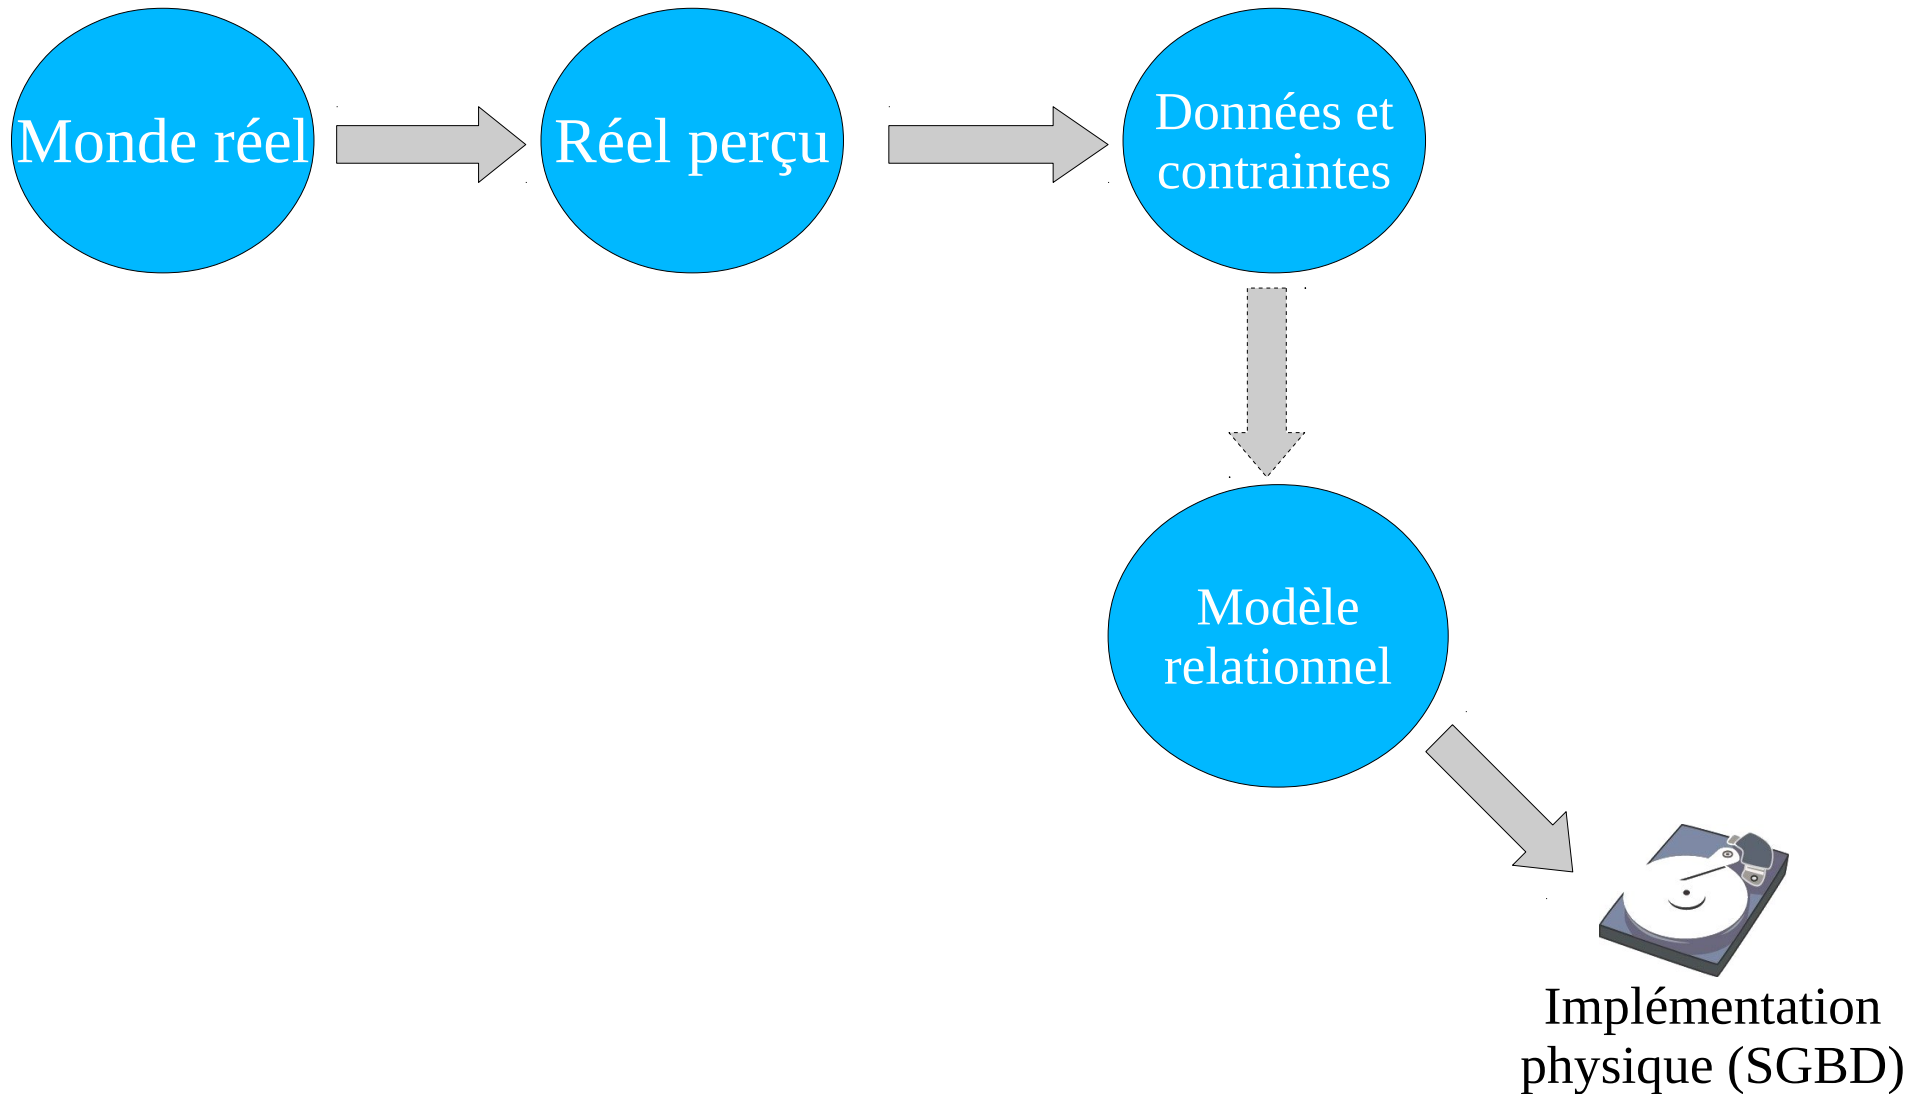 Monde réel
Réel perçu
Données et
contraintes
Modèle
relationnel
Implémentation
physique (SGBD)